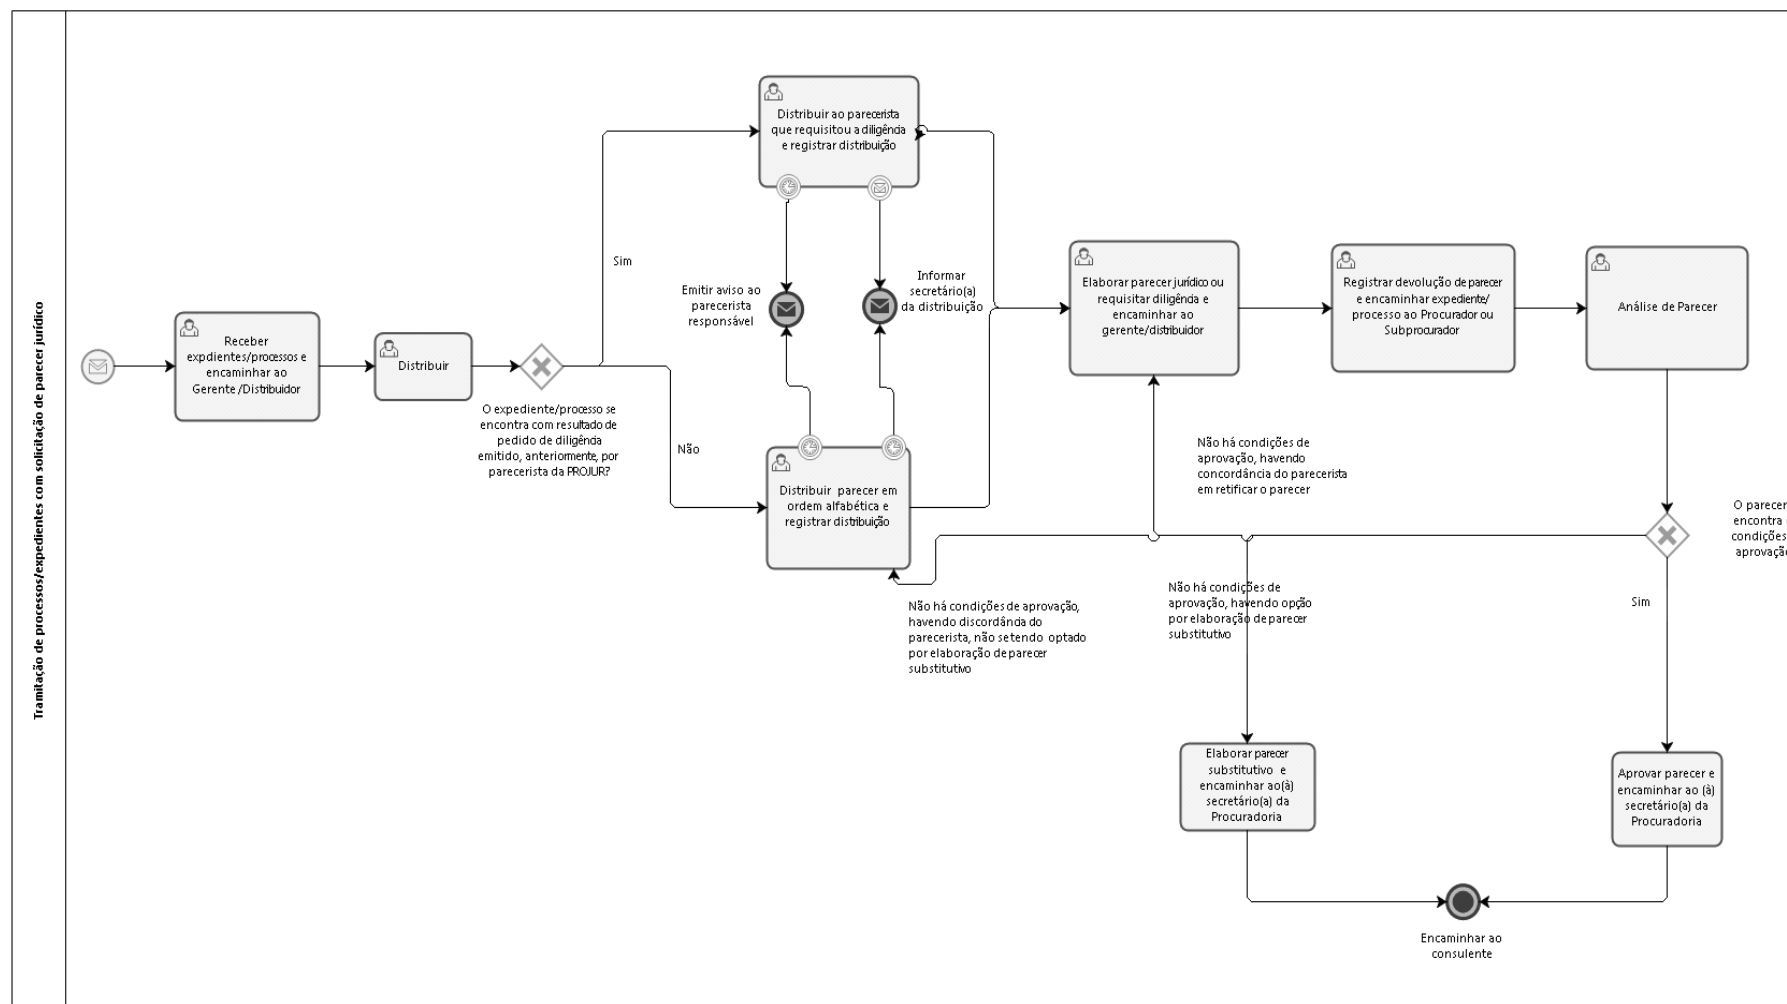 Tramitação de processos/expedientes com solicitação de parecer jurídico
Receber
expdientes/processos e
encaminhar ao
Gerente/Distribuidor
Distribuir
O expediente/processo se
encontra com resultado de
pedido de diligência
emitido, anteriormente, por
parecerista da PROJUR?
Sim
Não
Distribuir ao parecerista
que requisitou a diligência
e registrar distribuição
Emitir aviso ao
parecerista
responsável
Informar
secretário(a)
da distribuição
Distribuir parecer em
ordem alfabética e
registrar distribuição
Elaborar parecer jurídico ou
requisitar diligência e
encaminhar ao
gerente/distribuidor
Registrar devolução de parecer
e encaminhar expediente/
processo ao Procurador ou
Subprocurador
Análise de Parecer
Não há condições de
aprovação, havendo
concordância do parecerista
em retificar o parecer
O parecer
encontra
condições
aprovação
Não há condições de aprovação,
havendo discordância do
parecerista, não se tendo optado
por elaboração de parecer
substitutivo
Não há condições de
aprovação, havendo opção
por elaboração de parecer
substitutivo
Sim
Elaborar parecer
substitutivo e
encaminhar ao(à)
secretário(a) da
Procuradoria
Aprovar parecer e
encaminhar ao (à)
secretário(a) da
Procuradoria
Encaminhar ao
consulente